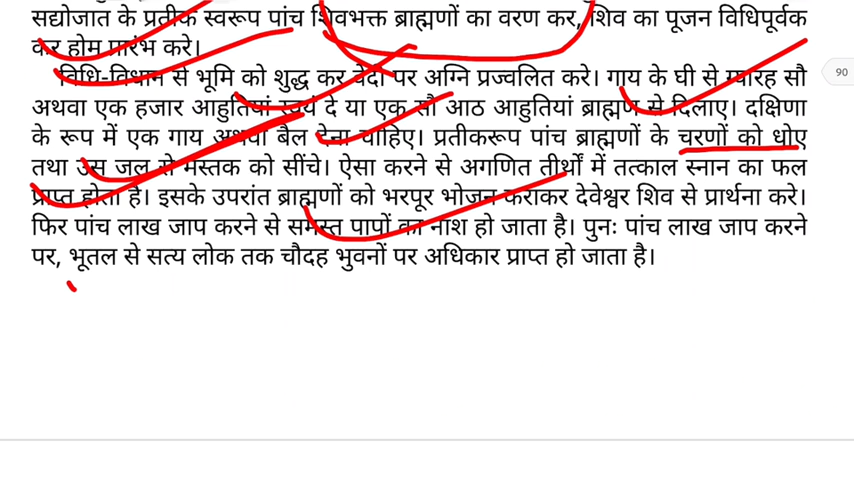 सद्योजात के प्रतीक स्वरूप पांच शिवभक्त ब्राह्मणों का वरण कर, शिव का पूजन विधिपूर्वक
कर होम प्रारंभ करे।
विधि-विधान से भूमि को शुद्ध कर वेदी पर अग्नि प्रज्वलित करे। गाय के घी से ग्यारह सौ
अथवा एक हजार आहुतियां स्वयं दे या एक सौ आठ आहुतियां ब्राह्मण से दिलाए। दक्षिणा
के रूप में एक गाय अथवा बैल देना चाहिए। प्रतीकरूप पांच ब्राह्मणों के चरणों को धोए
तथा उस जल से मस्तक को सींचे। ऐसा करने से अगणित तीर्थों में तत्काल स्नान का फल
प्राप्त होता है। इसके उपरांत ब्राह्मणों को भरपूर भोजन कराकर देवेश्वर शिव से प्रार्थना करे।
फिर पांच लाख जाप करने से समस्त पापों का नाश हो जाता है। पुनः पांच लाख जाप करने
पर, भूतल से सत्य लोक तक चौदह भुवनों पर अधिकार प्राप्त हो जाता है।
90